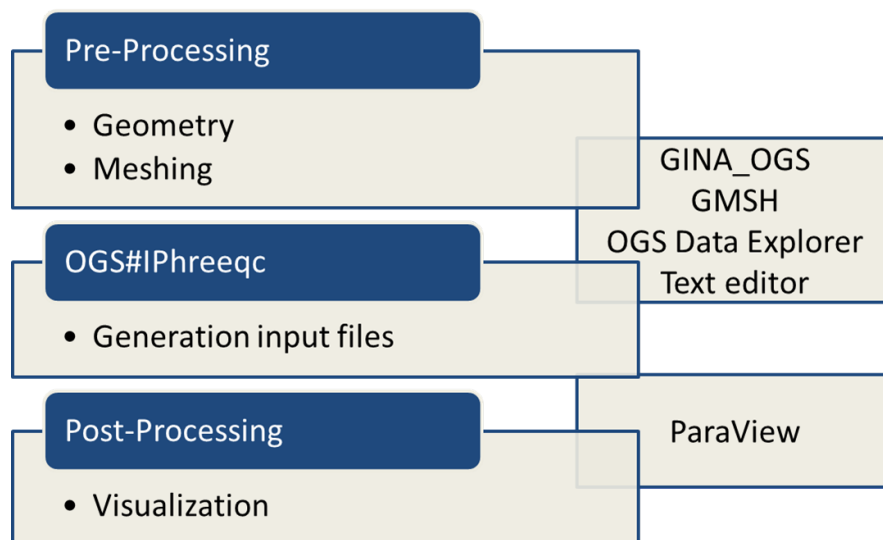 Pre-Processing
• Geometry
• Meshing
GINA_OGS
GMSH
OGS Data Explorer
Text editor
OGS#IPhreeqc
• Generation input files
Post-Processing
• Visualization
ParaView